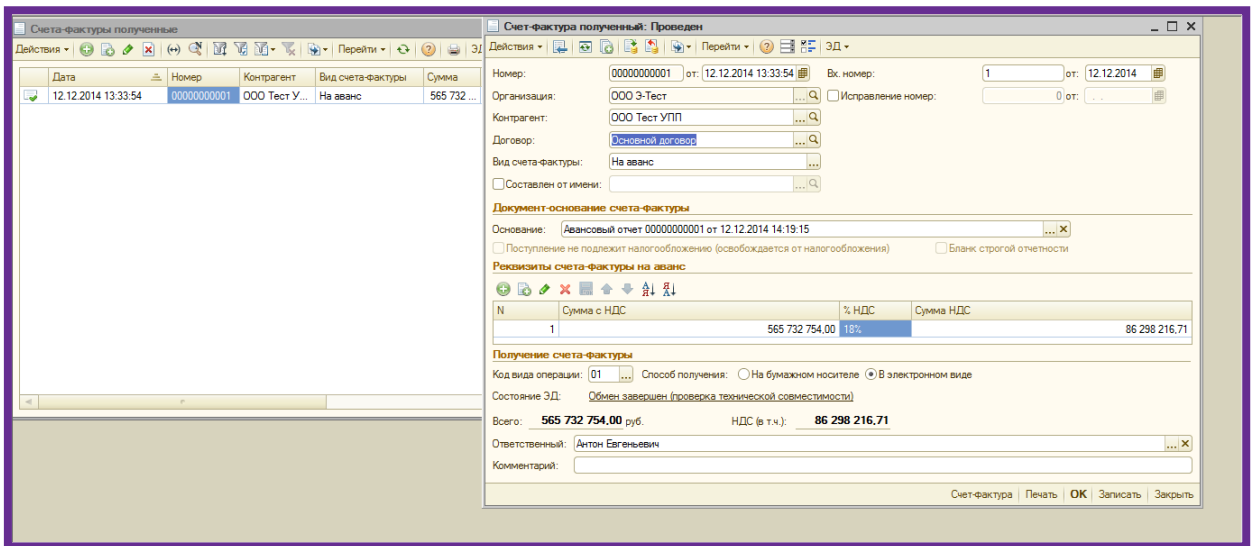 Счета-фактуры полученные
Действия
Перейти
Дата Номер Контрагент Вид счета-фактуры Сумма
12.12.2014 13:33:54 00000000001 ООО Тест У... На аванс 565 732 ...
Счет-фактура полученный: Проведен
Действия Перейти ЭД
Номер: 00000000001 от: 12.12.2014 13:33:54 Вх. номер: 1 от: 12.12.2014
Организация: ООО Э-Тест ... Исправление номер: 0 от: . .
Контрагент: ООО Тест УПП ...
Договор: Основной договор ...
Вид счета-фактуры: На аванс ...
Составлен от имени: ...
Документ-основание счета-фактуры
Основание: Авансовый отчет 00000000001 от 12.12.2014 14:19:15 ...
Поступление не подлежит налогообложению (освобождается от налогообложения) Бланк строгой отчетности
Реквизиты счета-фактуры на аванс
N Сумма с НДС % НДС Сумма НДС
1 565 732 754,00 18% 86 298 216,71
Получение счета-фактуры
Код вида операции: 01 ... Способ получения: На бумажном носителе В электронном виде
Состояние ЭД: Обмен завершен (проверка технической совместимости)
Всего: 565 732 754,00 руб. НДС (в т.ч.): 86 298 216,71
Ответственный: Антон Евгеньевич ...
Комментарий:
Счет-фактура Печать OK Записать Закрыть